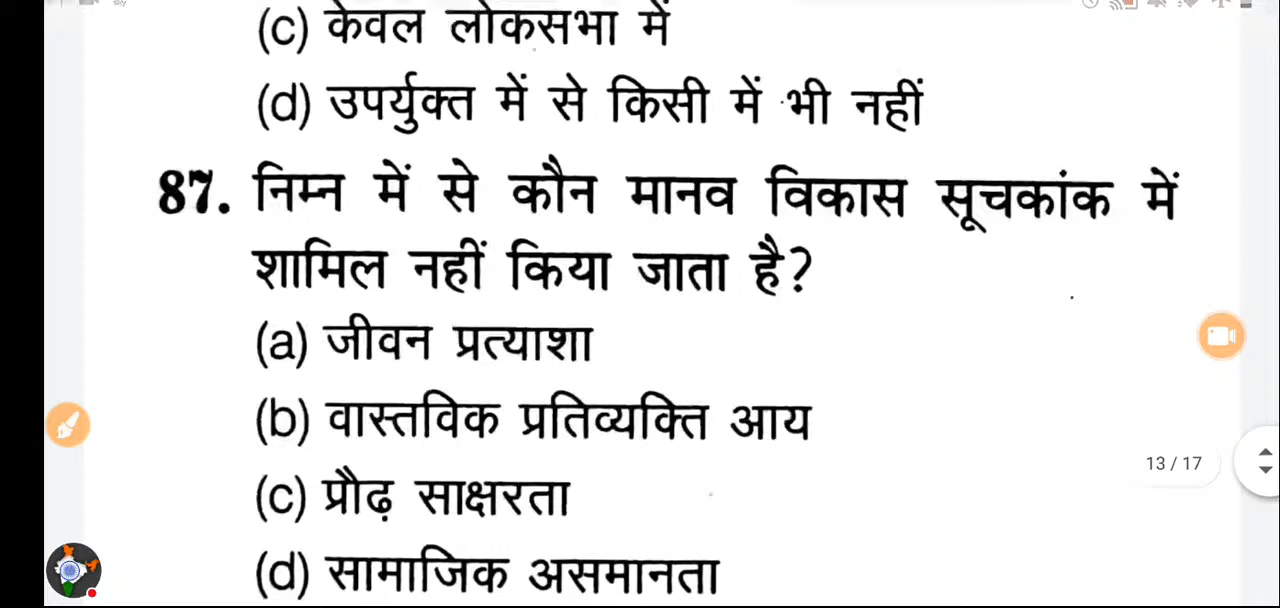 (c) केवल लोकसभा में
(d) उपर्युक्त में से किसी में भी नहीं
87. निम्न में से कौन मानव विकास सूचकांक में
शामिल नहीं किया जाता है?
(a) जीवन प्रत्याशा
(b) वास्तविक प्रतिव्यक्ति आय
13 / 17
(c) प्रौढ़ साक्षरता
(d) सामाजिक असमानता